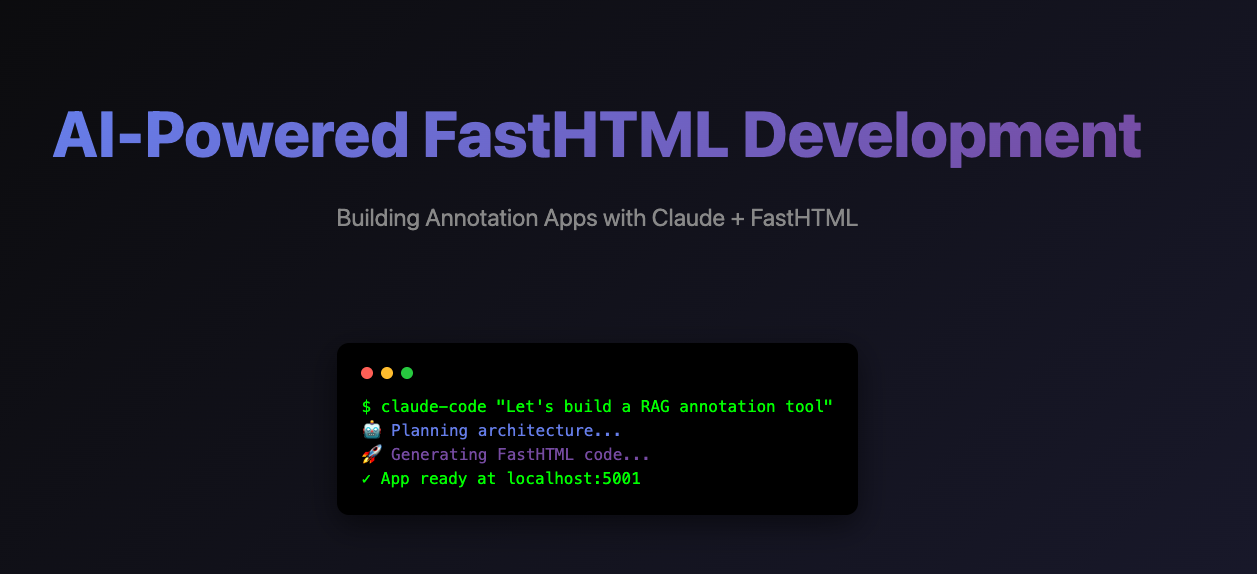 AI-Powered FastHTML Development
Building Annotation Apps with Claude + FastHTML
$ claude-code "Let's build a RAG annotation tool"
🤖 Planning architecture...
🚀 Generating FastHTML code...
✓ App ready at localhost:5001